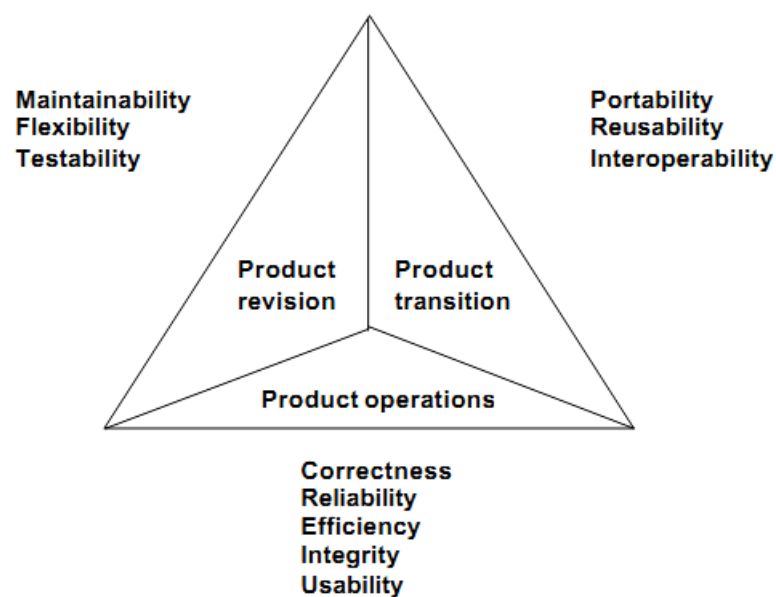 Maintainability
Flexibility
Testability
Portability
Reusability
Interoperability
Product
revision
Product
transition
Product operations
Correctness
Reliability
Efficiency
Integrity
Usability